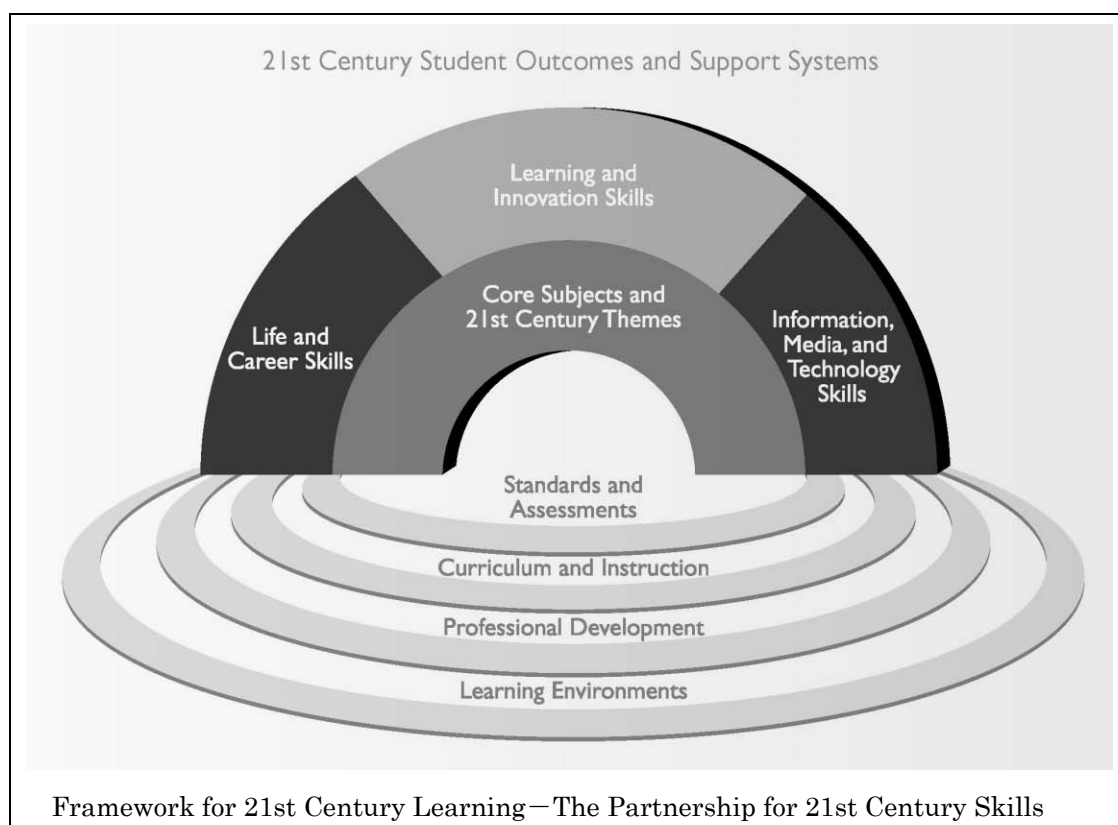 21st Century Student Outcomes and Support Systems
Learning and
Innovation Skills
Core Subjects and
21st Century Themes
Life and
Career Skills
Information,
Media, and
Technology
Skills
Standards and
Assessments
Curriculum and Instruction
Professional Development
Learning Environments
Framework for 21st Century Learning－The Partnership for 21st Century Skills